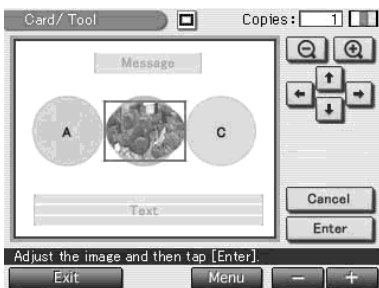 Card/ Tool
Copies: 1
Message
A
C
Text
Cancel
Enter
Adjust the image and then tap [Enter].
Exit
Menu
− +